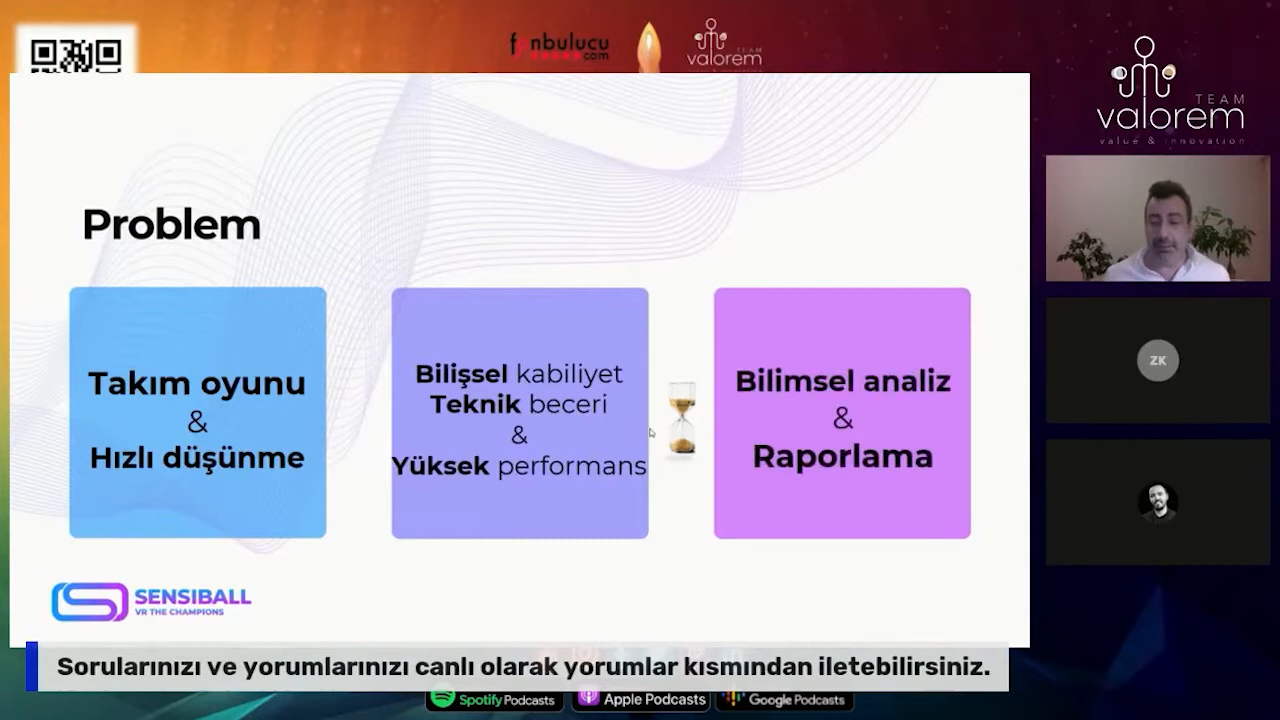 fonbulucu
.com
TEAM
valorem
TEAM
valorem
value & innovation
Problem
Takım oyunu
&
Hızlı düşünme
Bilişsel kabiliyet
Teknik beceri
&
Yüksek performans
Bilimsel analiz
&
Raporlama
ZK
SENSIBALL
VR THE CHAMPIONS
Sorularınızı ve yorumlarınızı canlı olarak yorumlar kısmından iletebilirsiniz.
Spotify Podcasts
Apple Podcasts
Google Podcasts